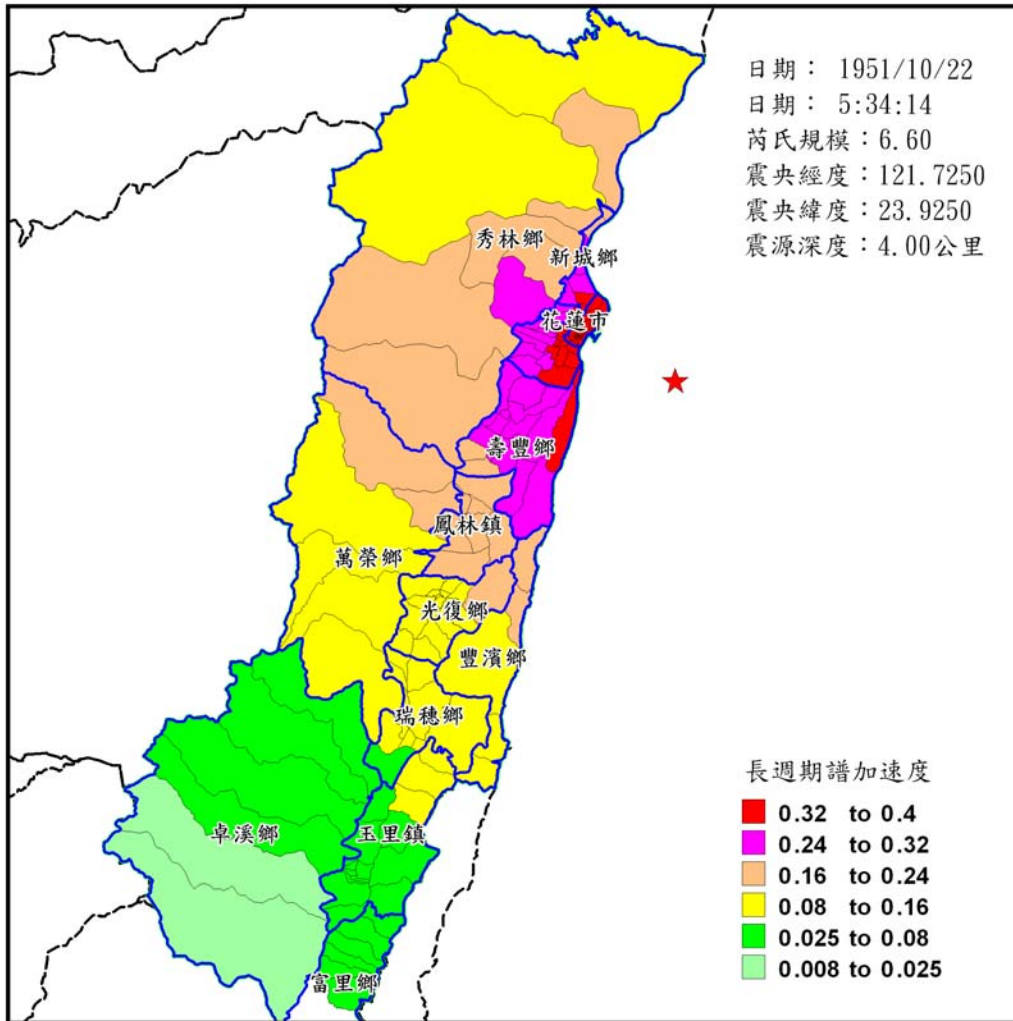 日期： 1951/10/22
日期： 5:34:14
芮氏規模：6.60
震央經度：121.7250
震央緯度：23.9250
震源深度：4.00公里
秀林鄉
新城鄉
花蓮市
壽豐鄉
鳳林鎮
萬榮鄉
光復鄉
豐濱鄉
瑞穗鄉
卓溪鄉
玉里鎮
富里鄉
長週期譜加速度
0.32 to 0.4
0.24 to 0.32
0.16 to 0.24
0.08 to 0.16
0.025 to 0.08
0.008 to 0.025